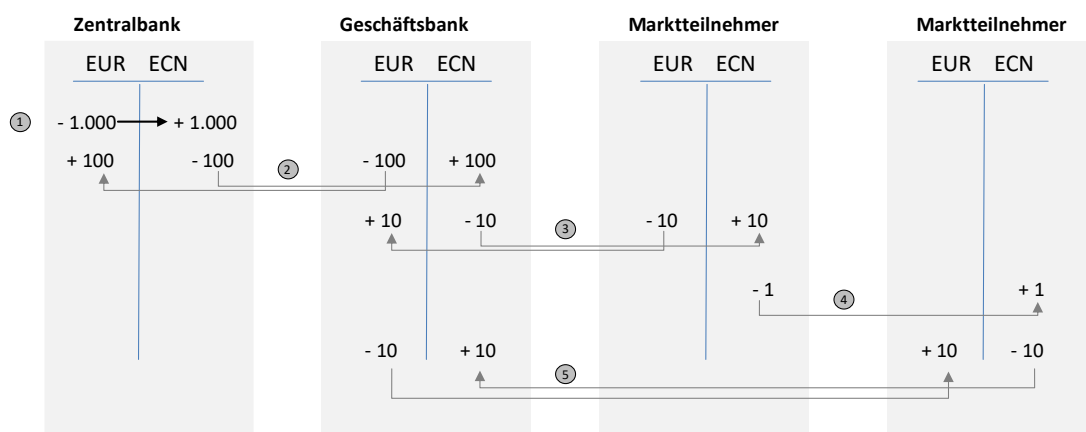 Zentralbank Geschäftsbank Marktteilnehmer Marktteilnehmer
EUR ECN EUR ECN EUR ECN EUR ECN
1 - 1.000 + 1.000
+ 100 - 100 2 - 100 + 100
+ 10 - 10 3 - 10 + 10
- 1 4 + 1
- 10 + 10 5 + 10 - 10